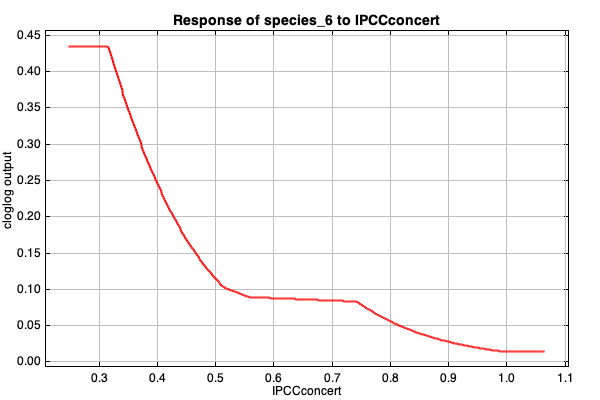 Response of species_6 to IPCCconcert
0.45
0.40
0.35
0.30
0.25
0.20
0.15
0.10
0.05
0.00
cloglog output
0.3 0.4 0.5 0.6 0.7 0.8 0.9 1.0 1.1
IPCCconcert